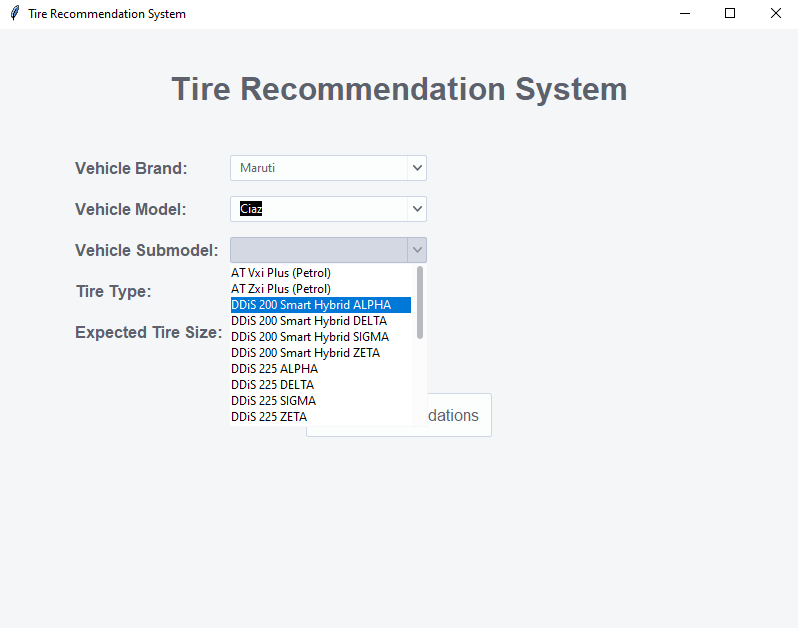 Tire Recommendation System
Tire Recommendation System
Vehicle Brand: Maruti
Vehicle Model: Ciaz
Vehicle Submodel:
AT Vxi Plus (Petrol)
AT Zxi Plus (Petrol)
Tire Type:
DDiS 200 Smart Hybrid ALPHA
DDiS 200 Smart Hybrid DELTA
Expected Tire Size:
DDiS 200 Smart Hybrid SIGMA
DDiS 200 Smart Hybrid ZETA
DDiS 225 ALPHA
DDiS 225 DELTA
DDiS 225 SIGMA
DDiS 225 ZETA
dations